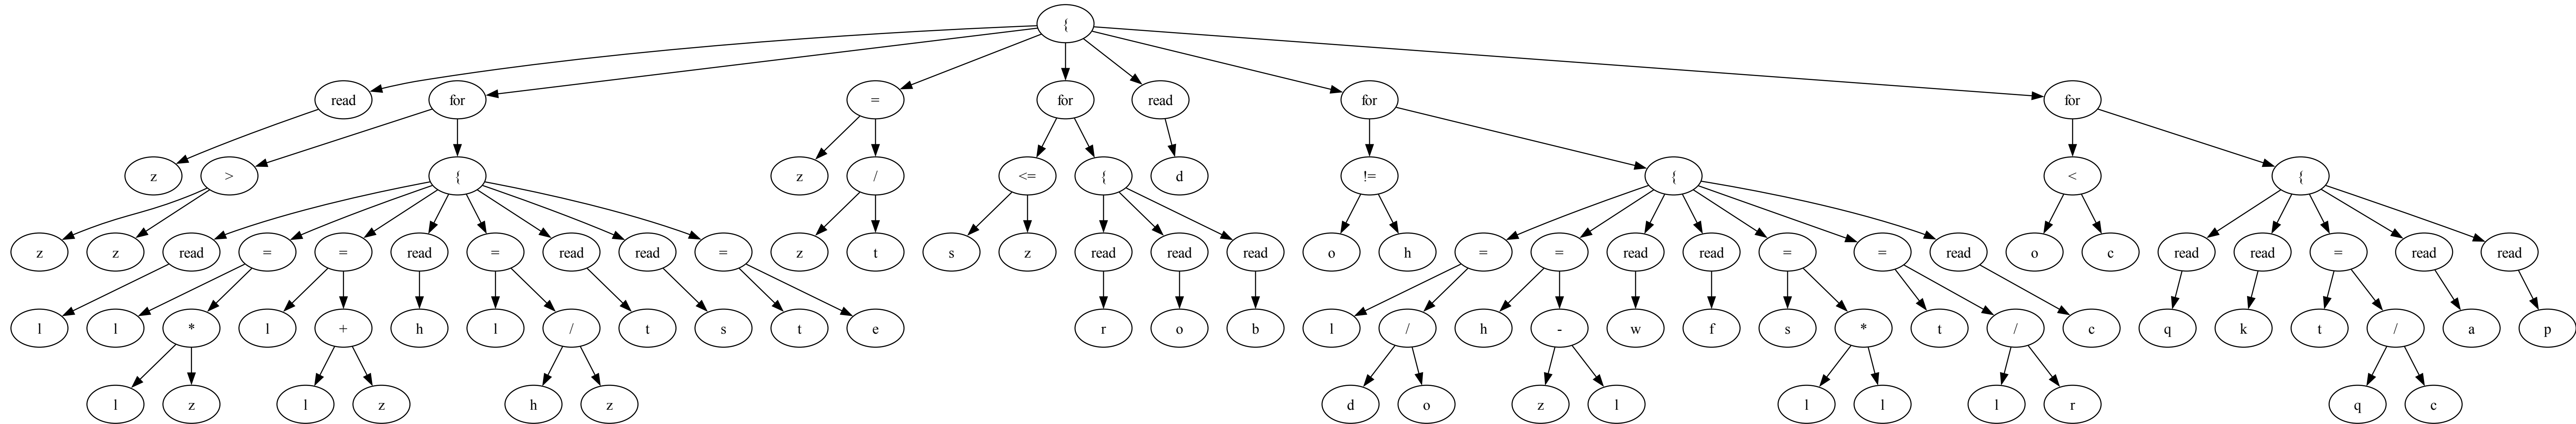 {
read for = for read for for
z > { z / <= { d != { < {
z z read = = read = read read = z t s z read read read o h = = read read = = read o c read read = read read
l l * l + h l / t s t e r o b l / h - w f s * t / c q k t / a p
l z l z h z d o z l l l l r q c